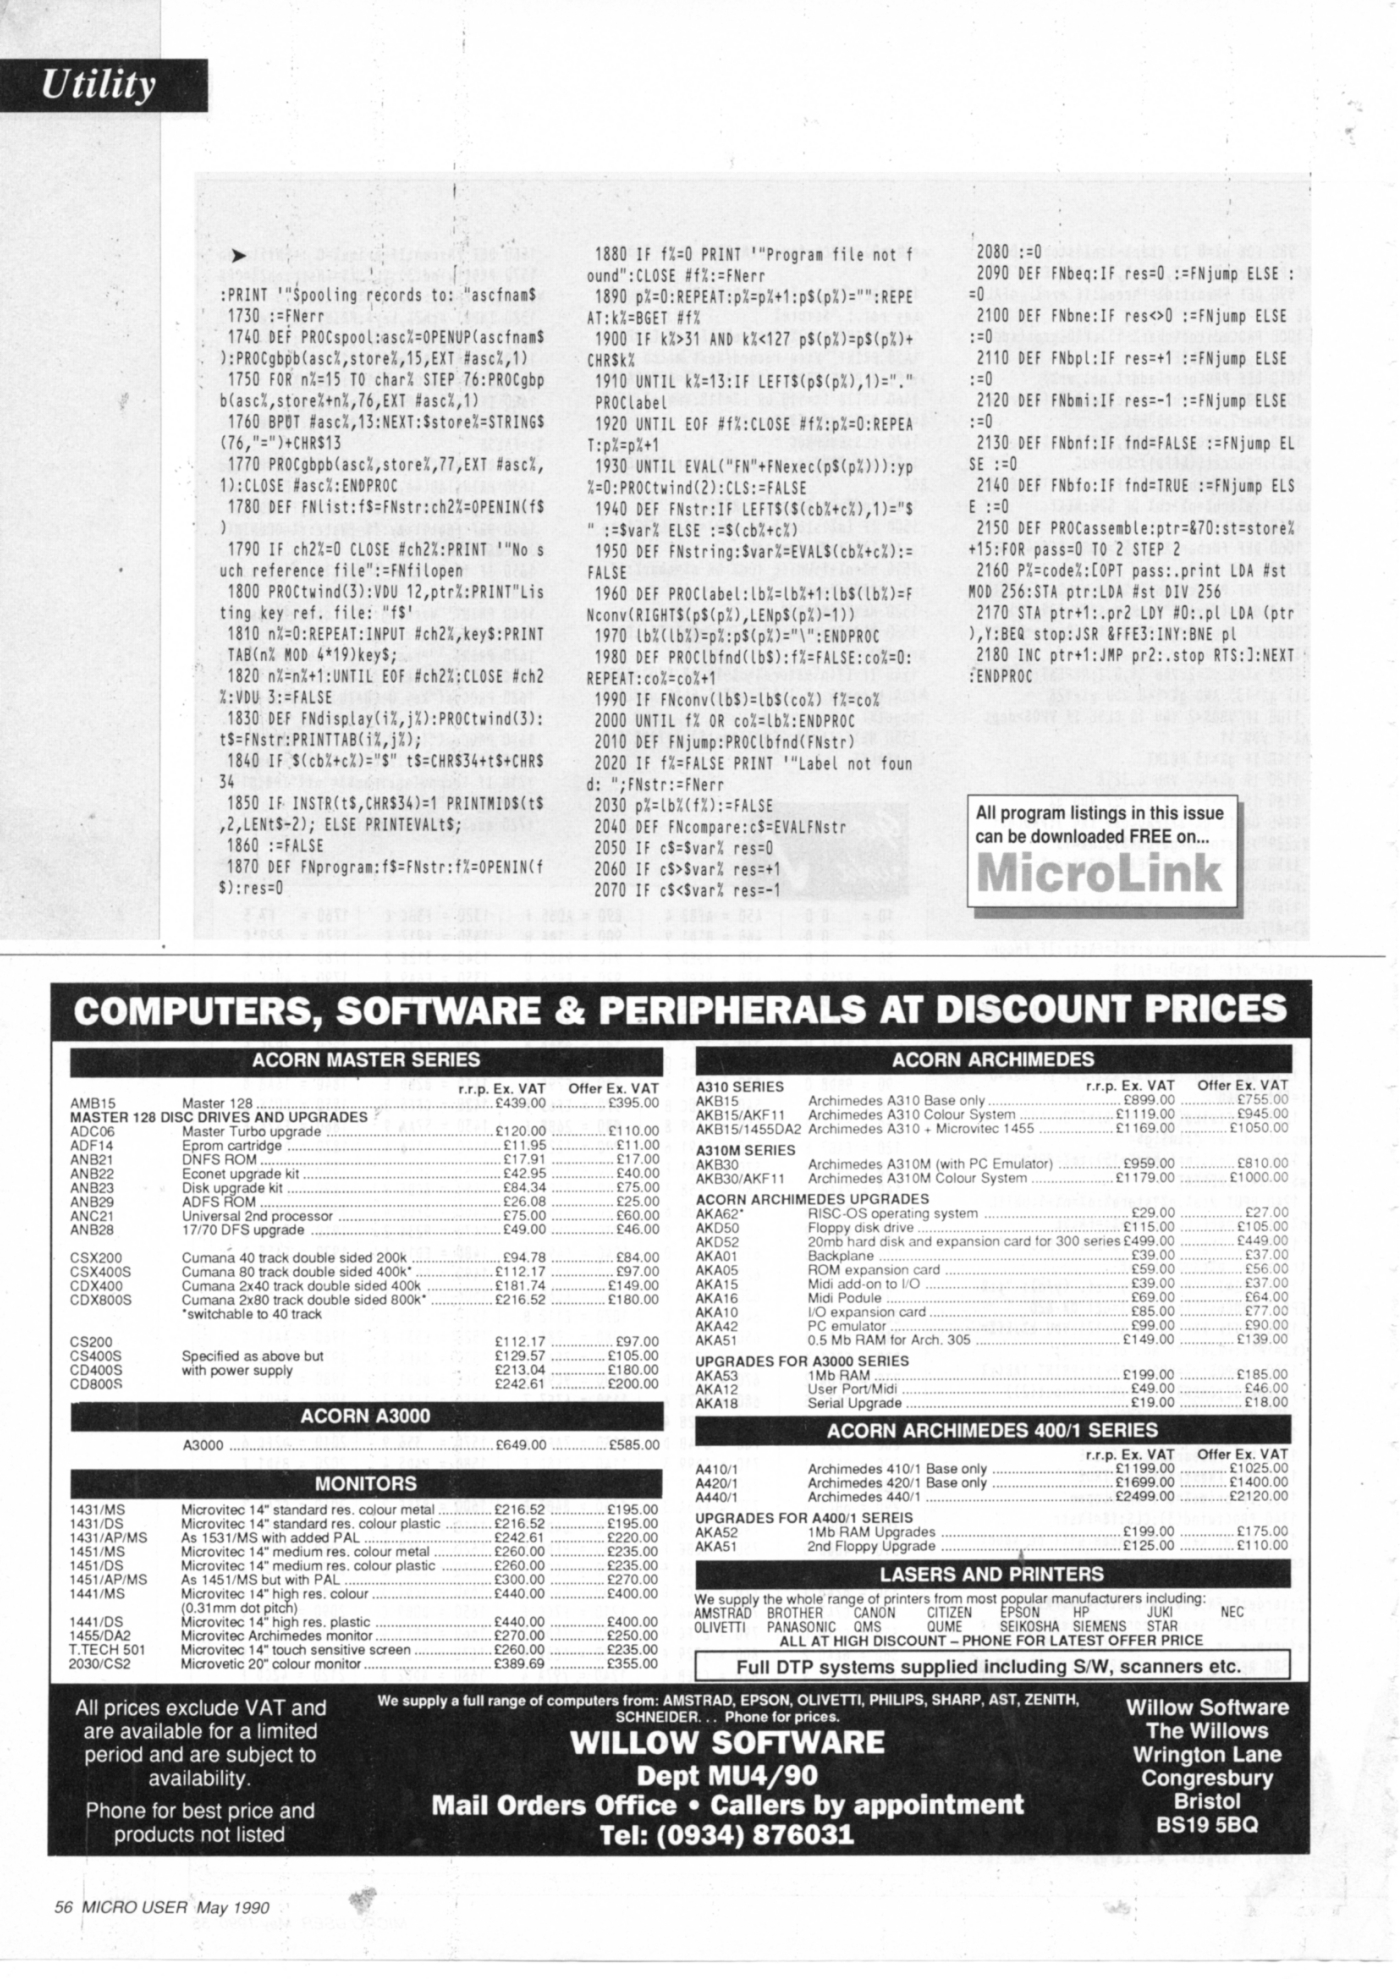 Utility
➤
:PRINT '"Spooling records to: "ascfnam$
1730 :=FNerr
1740 DEF PROCspool:asc%=OPENUP(ascfnam$
):PROCgbpb(asc%,store%,15,EXT #asc%,1)
1750 FOR n%=15 TO char% STEP 76:PROCgbp
b(asc%,store%+n%,76,EXT #asc%,1)
1760 BPUT #asc%,13:NEXT:$store%=STRING$
(76,"=")+CHR$13
1770 PROCgbpb(asc%,store%,77,EXT #asc%,
1):CLOSE #asc%:ENDPROC
1780 DEF FNlist:f$=FNstr:ch2%=OPENIN(f$
)
1790 IF ch2%=0 CLOSE #ch2%:PRINT '"No s
uch reference file":=FNfilopen
1800 PROCtwind(3):VDU 12,ptr%:PRINT"Lis
ting key ref. file: "f$'
1810 n%=0:REPEAT:INPUT #ch2%,key$:PRINT
TAB(n% MOD 4*19)key$;
1820 n%=n%+1:UNTIL EOF #ch2%:CLOSE #ch2
%:VDU 3:=FALSE
1830 DEF FNdisplay(i%,j%):PROCtwind(3):
t$=FNstr:PRINTTAB(i%,j%);
1840 IF $(cb%+c%)="$" t$=CHR$34+t$+CHR$
34
1850 IF INSTR(t$,CHR$34)=1 PRINTMID$(t$
,2,LENt$-2); ELSE PRINTEVALt$;
1860 :=FALSE
1870 DEF FNprogram:f$=FNstr:f%=OPENIN(f
$):res=0
1880 IF f%=0 PRINT '"Program file not f
ound":CLOSE #f%:=FNerr
1890 p%=0:REPEAT:p%=p%+1:p$(p%)="":REPE
AT:k%=BGET #f%
1900 IF k%>31 AND k%<127 p$(p%)=p$(p%)+
CHR$k%
1910 UNTIL k%=13:IF LEFT$(p$(p%),1)="."
PROClabel
1920 UNTIL EOF #f%:CLOSE #f%:p%=0:REPEA
T:p%=p%+1
1930 UNTIL EVAL("FN"+FNexec(p$(p%))):yp
%=0:PROCtwind(2):CLS:=FALSE
1940 DEF FNstr:IF LEFT$($(cb%+c%),1)="$
" :=$var% ELSE :=$(cb%+c%)
1950 DEF FNstring:$var%=EVAL$(cb%+c%):=
FALSE
1960 DEF PROClabel:lb%=lb%+1:lb$(lb%)=F
Nconv(RIGHT$(p$(p%),LENp$(p%)-1))
1970 lb%(lb%)=p%:p$(p%)="\":ENDPROC
1980 DEF PROClbfnd(lb$):f%=FALSE:co%=0:
REPEAT:co%=co%+1
1990 IF FNconv(lb$)=lb$(co%) f%=co%
2000 UNTIL f% OR co%=lb%:ENDPROC
2010 DEF FNjump:PROClbfnd(FNstr)
2020 IF f%=FALSE PRINT '"Label not foun
d: ";FNstr:=FNerr
2030 p%=lb%(f%):=FALSE
2040 DEF FNcompare:c$=EVALFNstr
2050 IF c$=$var% res=0
2060 IF c$>$var% res=+1
2070 IF c$<$var% res=-1
2080 :=0
2090 DEF FNbeq:IF res=0 :=FNjump ELSE :
=0
2100 DEF FNbne:IF res<>0 :=FNjump ELSE
:=0
2110 DEF FNbpl:IF res=+1 :=FNjump ELSE
:=0
2120 DEF FNbmi:IF res=-1 :=FNjump ELSE
:=0
2130 DEF FNbnf:IF fnd=FALSE :=FNjump EL
SE :=0
2140 DEF FNbfo:IF fnd=TRUE :=FNjump ELS
E :=0
2150 DEF PROCassemble:ptr=&70:st=store%
+15:FOR pass=0 TO 2 STEP 2
2160 P%=code%:[OPT pass:.print LDA #st
MOD 256:STA ptr:LDA #st DIV 256
2170 STA ptr+1:.pr2 LDY #0:.pl LDA (ptr
),Y:BEQ stop:JSR &FFE3:INY:BNE pl
2180 INC ptr+1:JMP pr2:.stop RTS:]:NEXT
:ENDPROC
All program listings in this issue
can be downloaded FREE on...
MicroLink
COMPUTERS, SOFTWARE & PERIPHERALS AT DISCOUNT PRICES
ACORN MASTER SERIES
r.r.p. Ex. VAT Offer Ex. VAT
AMB15 Master 128 £439.00 £395.00
MASTER 128 DISC DRIVES AND UPGRADES
ADC06 Master Turbo upgrade £120.00 £110.00
ADF14 Eprom cartridge £11.95 £11.00
ANB21 DNFS ROM £17.91 £17.00
ANB22 Econet upgrade kit £42.95 £40.00
ANB23 Disk upgrade kit £84.34 £75.00
ANB29 ADFS ROM £26.08 £25.00
ANC21 Universal 2nd processor £75.00 £60.00
ANB28 17/70 DFS upgrade £49.00 £46.00
CSX200 Cumana 40 track double sided 200k £94.78 £84.00
CSX400S Cumana 80 track double sided 400k* £112.17 £97.00
CDX400 Cumana 2x40 track double sided 400k £181.74 £149.00
CDX800S Cumana 2x80 track double sided 800k* £216.52 £180.00
*switchable to 40 track
CS200 £112.17 £97.00
CS400S Specified as above but £129.57 £105.00
CD400S with power supply £213.04 £180.00
CD800S £242.61 £200.00
ACORN A3000
A3000 £649.00 £585.00
MONITORS
1431/MS Microvitec 14" standard res. colour metal £216.52 £195.00
1431/DS Microvitec 14" standard res. colour plastic £216.52 £195.00
1431/AP/MS As 1531/MS with added PAL £242.61 £220.00
1451/MS Microvitec 14" medium res. colour metal £260.00 £235.00
1451/DS Microvitec 14" medium res. colour plastic £260.00 £235.00
1451/AP/MS As 1451/MS but with PAL £300.00 £270.00
1441/MS Microvitec 14" high res. colour £440.00 £400.00
(0.31mm dot pitch)
1441/DS Microvitec 14" high res. plastic £440.00 £400.00
1455/DA2 Microvitec Archimedes monitor £270.00 £250.00
T.TECH 501 Microvitec 14" touch sensitive screen £260.00 £235.00
2030/CS2 Microvetic 20" colour monitor £389.69 £355.00
ACORN ARCHIMEDES
A310 SERIES r.r.p. Ex. VAT Offer Ex. VAT
AKB15 Archimedes A310 Base only £899.00 £755.00
AKB15/AKF11 Archimedes A310 Colour System £1119.00 £945.00
AKB15/1455DA2 Archimedes A310 + Microvitec 1455 £1169.00 £1050.00
A310M SERIES
AKB30 Archimedes A310M (with PC Emulator) £959.00 £810.00
AKB30/AKF11 Archimedes A310M Colour System £1179.00 £1000.00
ACORN ARCHIMEDES UPGRADES
AKA62* RISC-OS operating system £29.00 £27.00
AKD50 Floppy disk drive £115.00 £105.00
AKD52 20mb hard disk and expansion card for 300 series £499.00 £449.00
AKA01 Backplane £39.00 £37.00
AKA05 ROM expansion card £59.00 £56.00
AKA15 Midi add-on to I/O £39.00 £37.00
AKA16 Midi Podule £69.00 £64.00
AKA10 I/O expansion card £85.00 £77.00
AKA42 PC emulator £99.00 £90.00
AKA51 0.5 Mb RAM for Arch. 305 £149.00 £139.00
UPGRADES FOR A3000 SERIES
AKA53 1Mb RAM £199.00 £185.00
AKA12 User Port/Midi £49.00 £46.00
AKA18 Serial Upgrade £19.00 £18.00
ACORN ARCHIMEDES 400/1 SERIES
r.r.p. Ex. VAT Offer Ex. VAT
A410/1 Archimedes 410/1 Base only £1199.00 £1025.00
A420/1 Archimedes 420/1 Base only £1699.00 £1400.00
A440/1 Archimedes 440/1 £2499.00 £2120.00
UPGRADES FOR A400/1 SEREIS
AKA52 1Mb RAM Upgrades £199.00 £175.00
AKA51 2nd Floppy Upgrade £125.00 £110.00
LASERS AND PRINTERS
We supply the whole range of printers from most popular manufacturers including:
AMSTRAD BROTHER CANON CITIZEN EPSON HP JUKI NEC
OLIVETTI PANASONIC QMS QUME SEIKOSHA SIEMENS STAR
ALL AT HIGH DISCOUNT – PHONE FOR LATEST OFFER PRICE
Full DTP systems supplied including S/W, scanners etc.
All prices exclude VAT and
are available for a limited
period and are subject to
availability.
Phone for best price and
products not listed
We supply a full range of computers from: AMSTRAD, EPSON, OLIVETTI, PHILIPS, SHARP, AST, ZENITH,
SCHNEIDER... Phone for prices.
WILLOW SOFTWARE
Dept MU4/90
Mail Orders Office • Callers by appointment
Tel: (0934) 876031
Willow Software
The Willows
Wrington Lane
Congresbury
Bristol
BS19 5BQ
56 MICRO USER May 1990